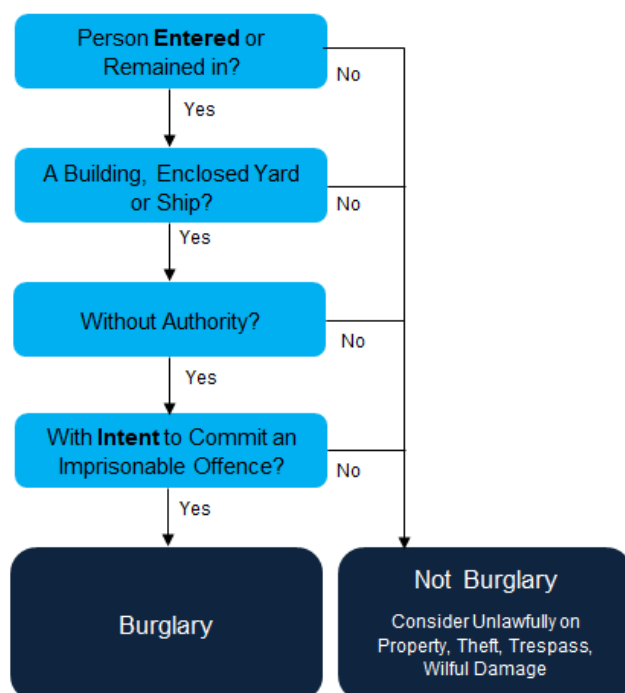 Person Entered or
Remained in?
No
Yes
A Building, Enclosed Yard
or Ship?
No
Yes
Without Authority?
No
Yes
With Intent to Commit an
Imprisonable Offence?
No
Yes
Burglary
Not Burglary
Consider Unlawfully on
Property, Theft, Trespass,
Wilful Damage